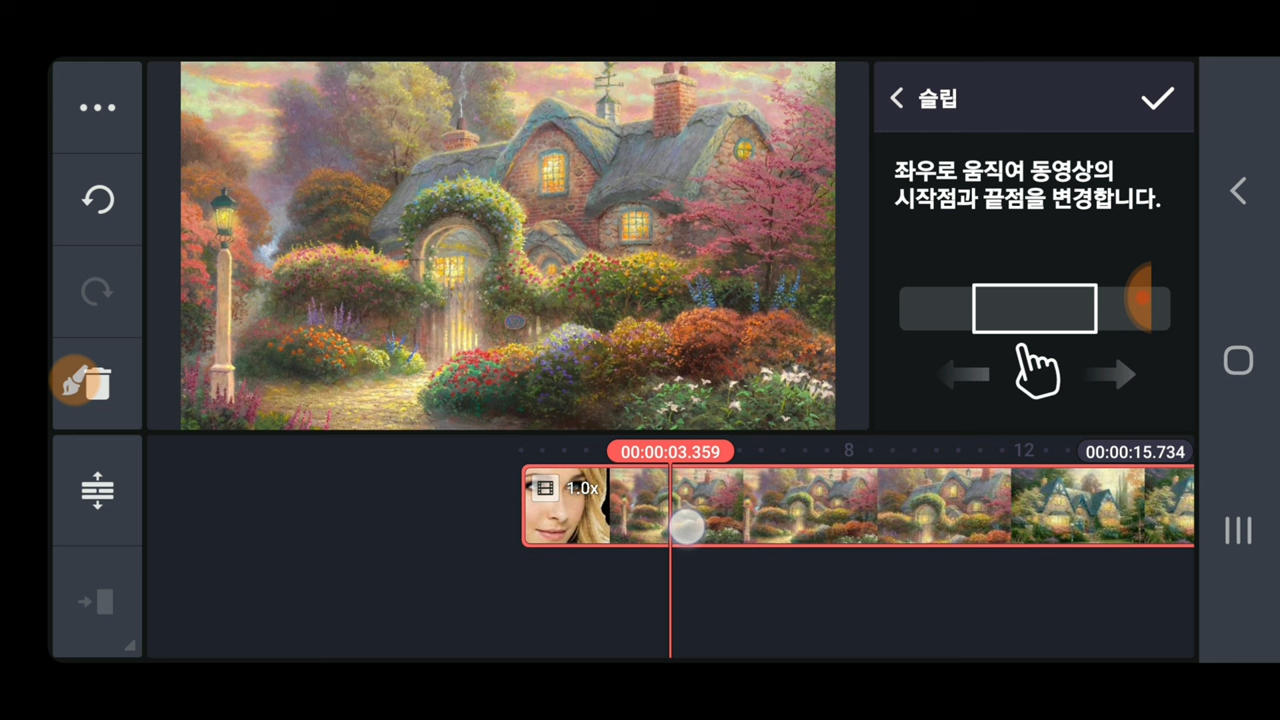 슬립
좌우로 움직여 동영상의
시작점과 끝점을 변경합니다.
00:00:03.359
8
12
00:00:15.734
1.0x